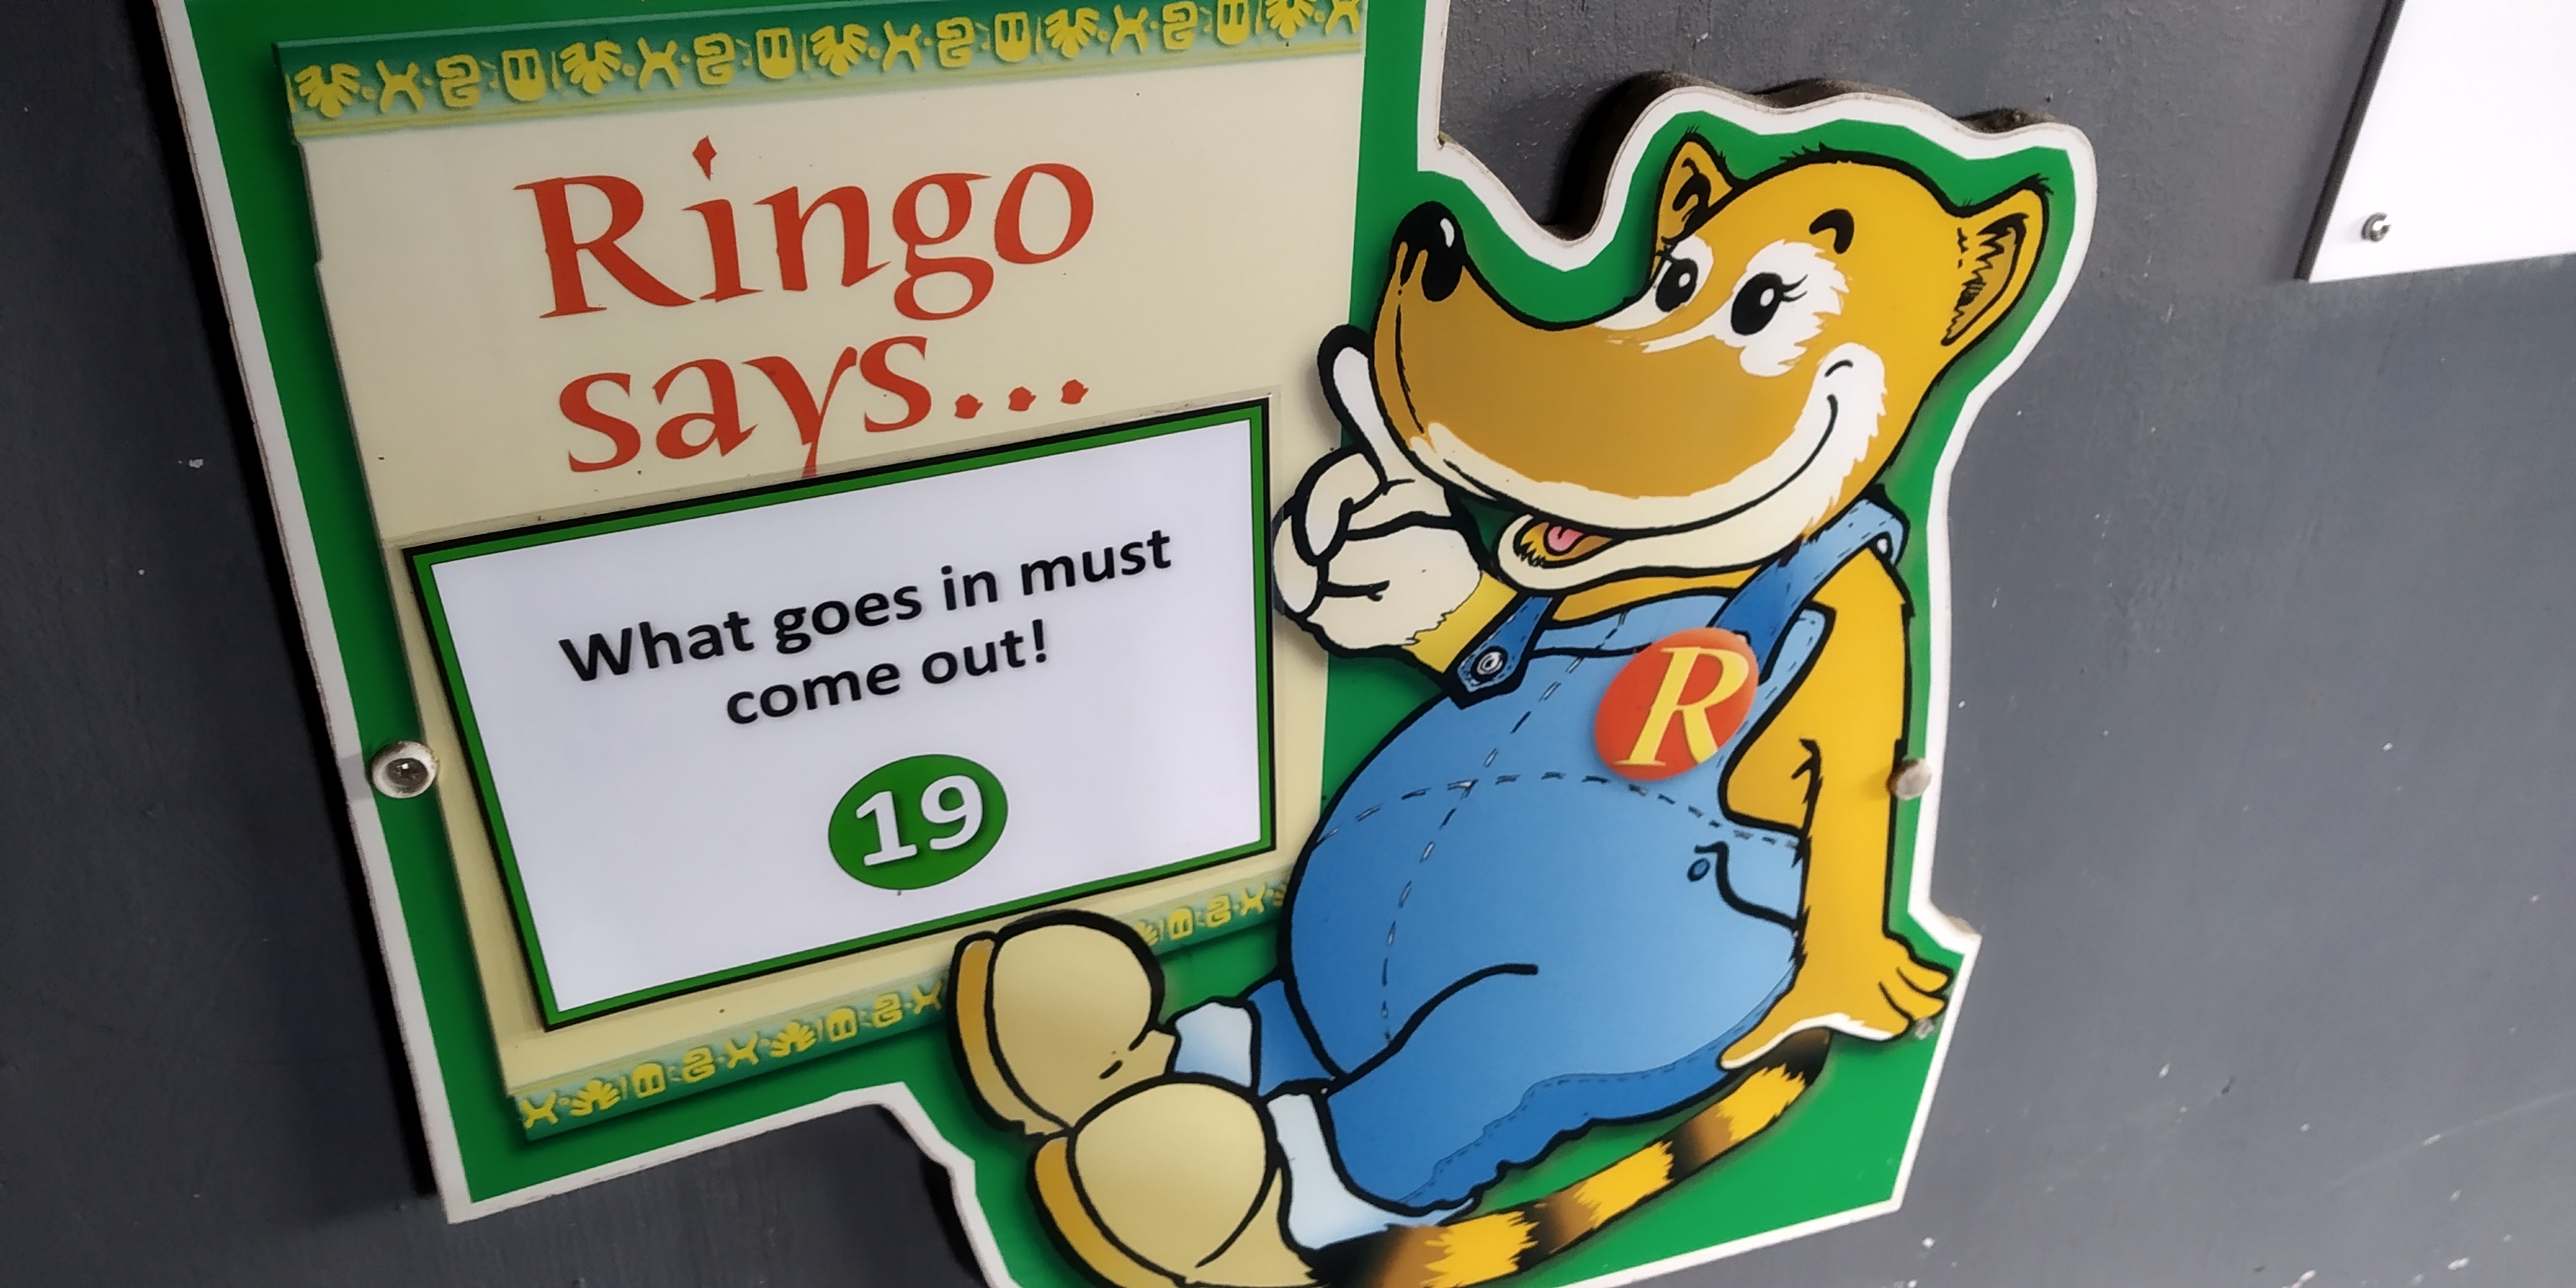 Ringo
says...
What goes in must
come out!
19
R